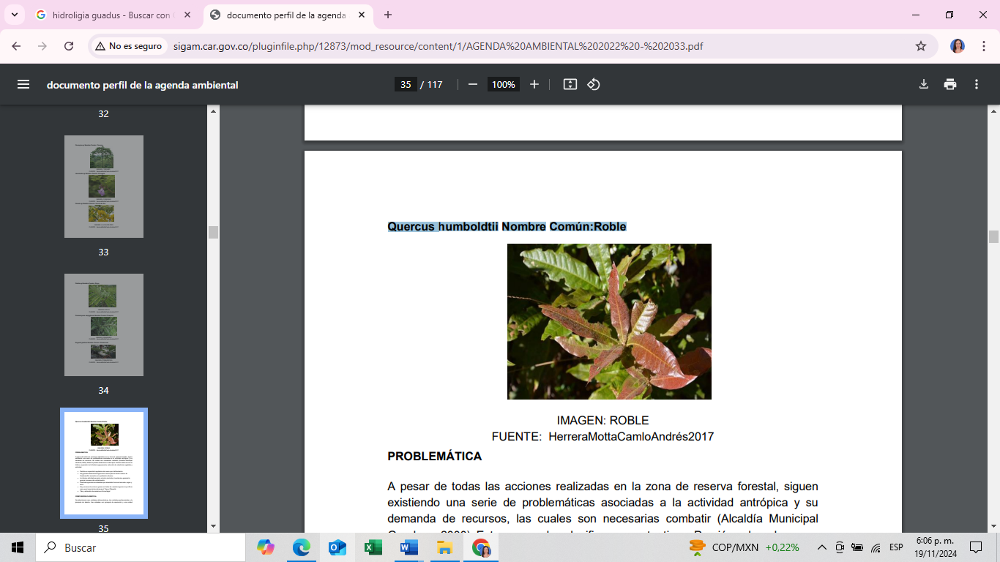 hidroligia guadus - Buscar con
documento perfil de la agenda
No es seguro
sigam.car.gov.co/pluginfile.php/12873/mod_resource/content/1/AGENDA%20AMBIENTAL%202022%20-%202033.pdf
documento perfil de la agenda ambiental
35 / 117
100%
32
33
34
35
Quercus humboldtii Nombre Común:Roble
IMAGEN: ROBLE
FUENTE: HerreraMottaCamloAndrés2017
PROBLEMÁTICA
A pesar de todas las acciones realizadas en la zona de reserva forestal, siguen
existiendo una serie de problemáticas asociadas a la actividad antrópica y su
demanda de recursos, las cuales son necesarias combatir (Alcaldía Municipal
Buscar
COP/MXN +0,22%
ESP
6:06 p. m.
19/11/2024